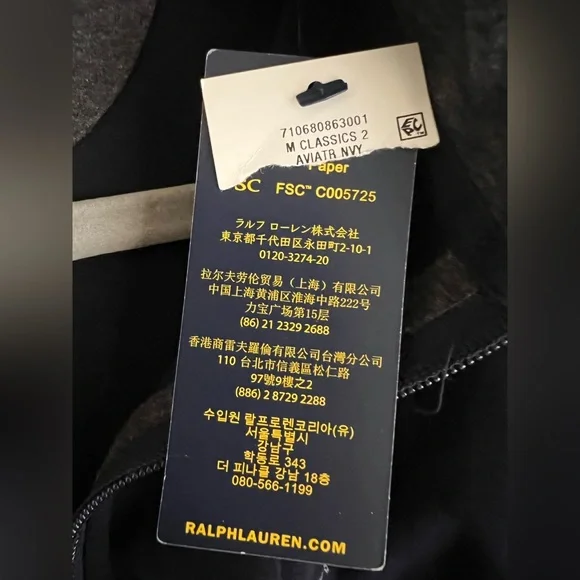 710680863001
M CLASSICS 2
AVIATR NVY
Paper
SC FSC™ C005725
ラルフ ローレン株式会社
東京都千代田区永田町2-10-1
0120-3274-20
拉尔夫劳伦贸易（上海）有限公司
中国上海黄浦区淮海中路222号
力宝广场第15层
(86) 21 2329 2688
香港商雷夫羅倫有限公司台灣分公司
110 台北市信義區松仁路
97號9樓之2
(886) 2 8729 2288
수입원 랄프로렌코리아(유)
서울특별시
강남구
학동로 343
더 피나클 강남 18층
080-566-1199
RALPHLAUREN.COM